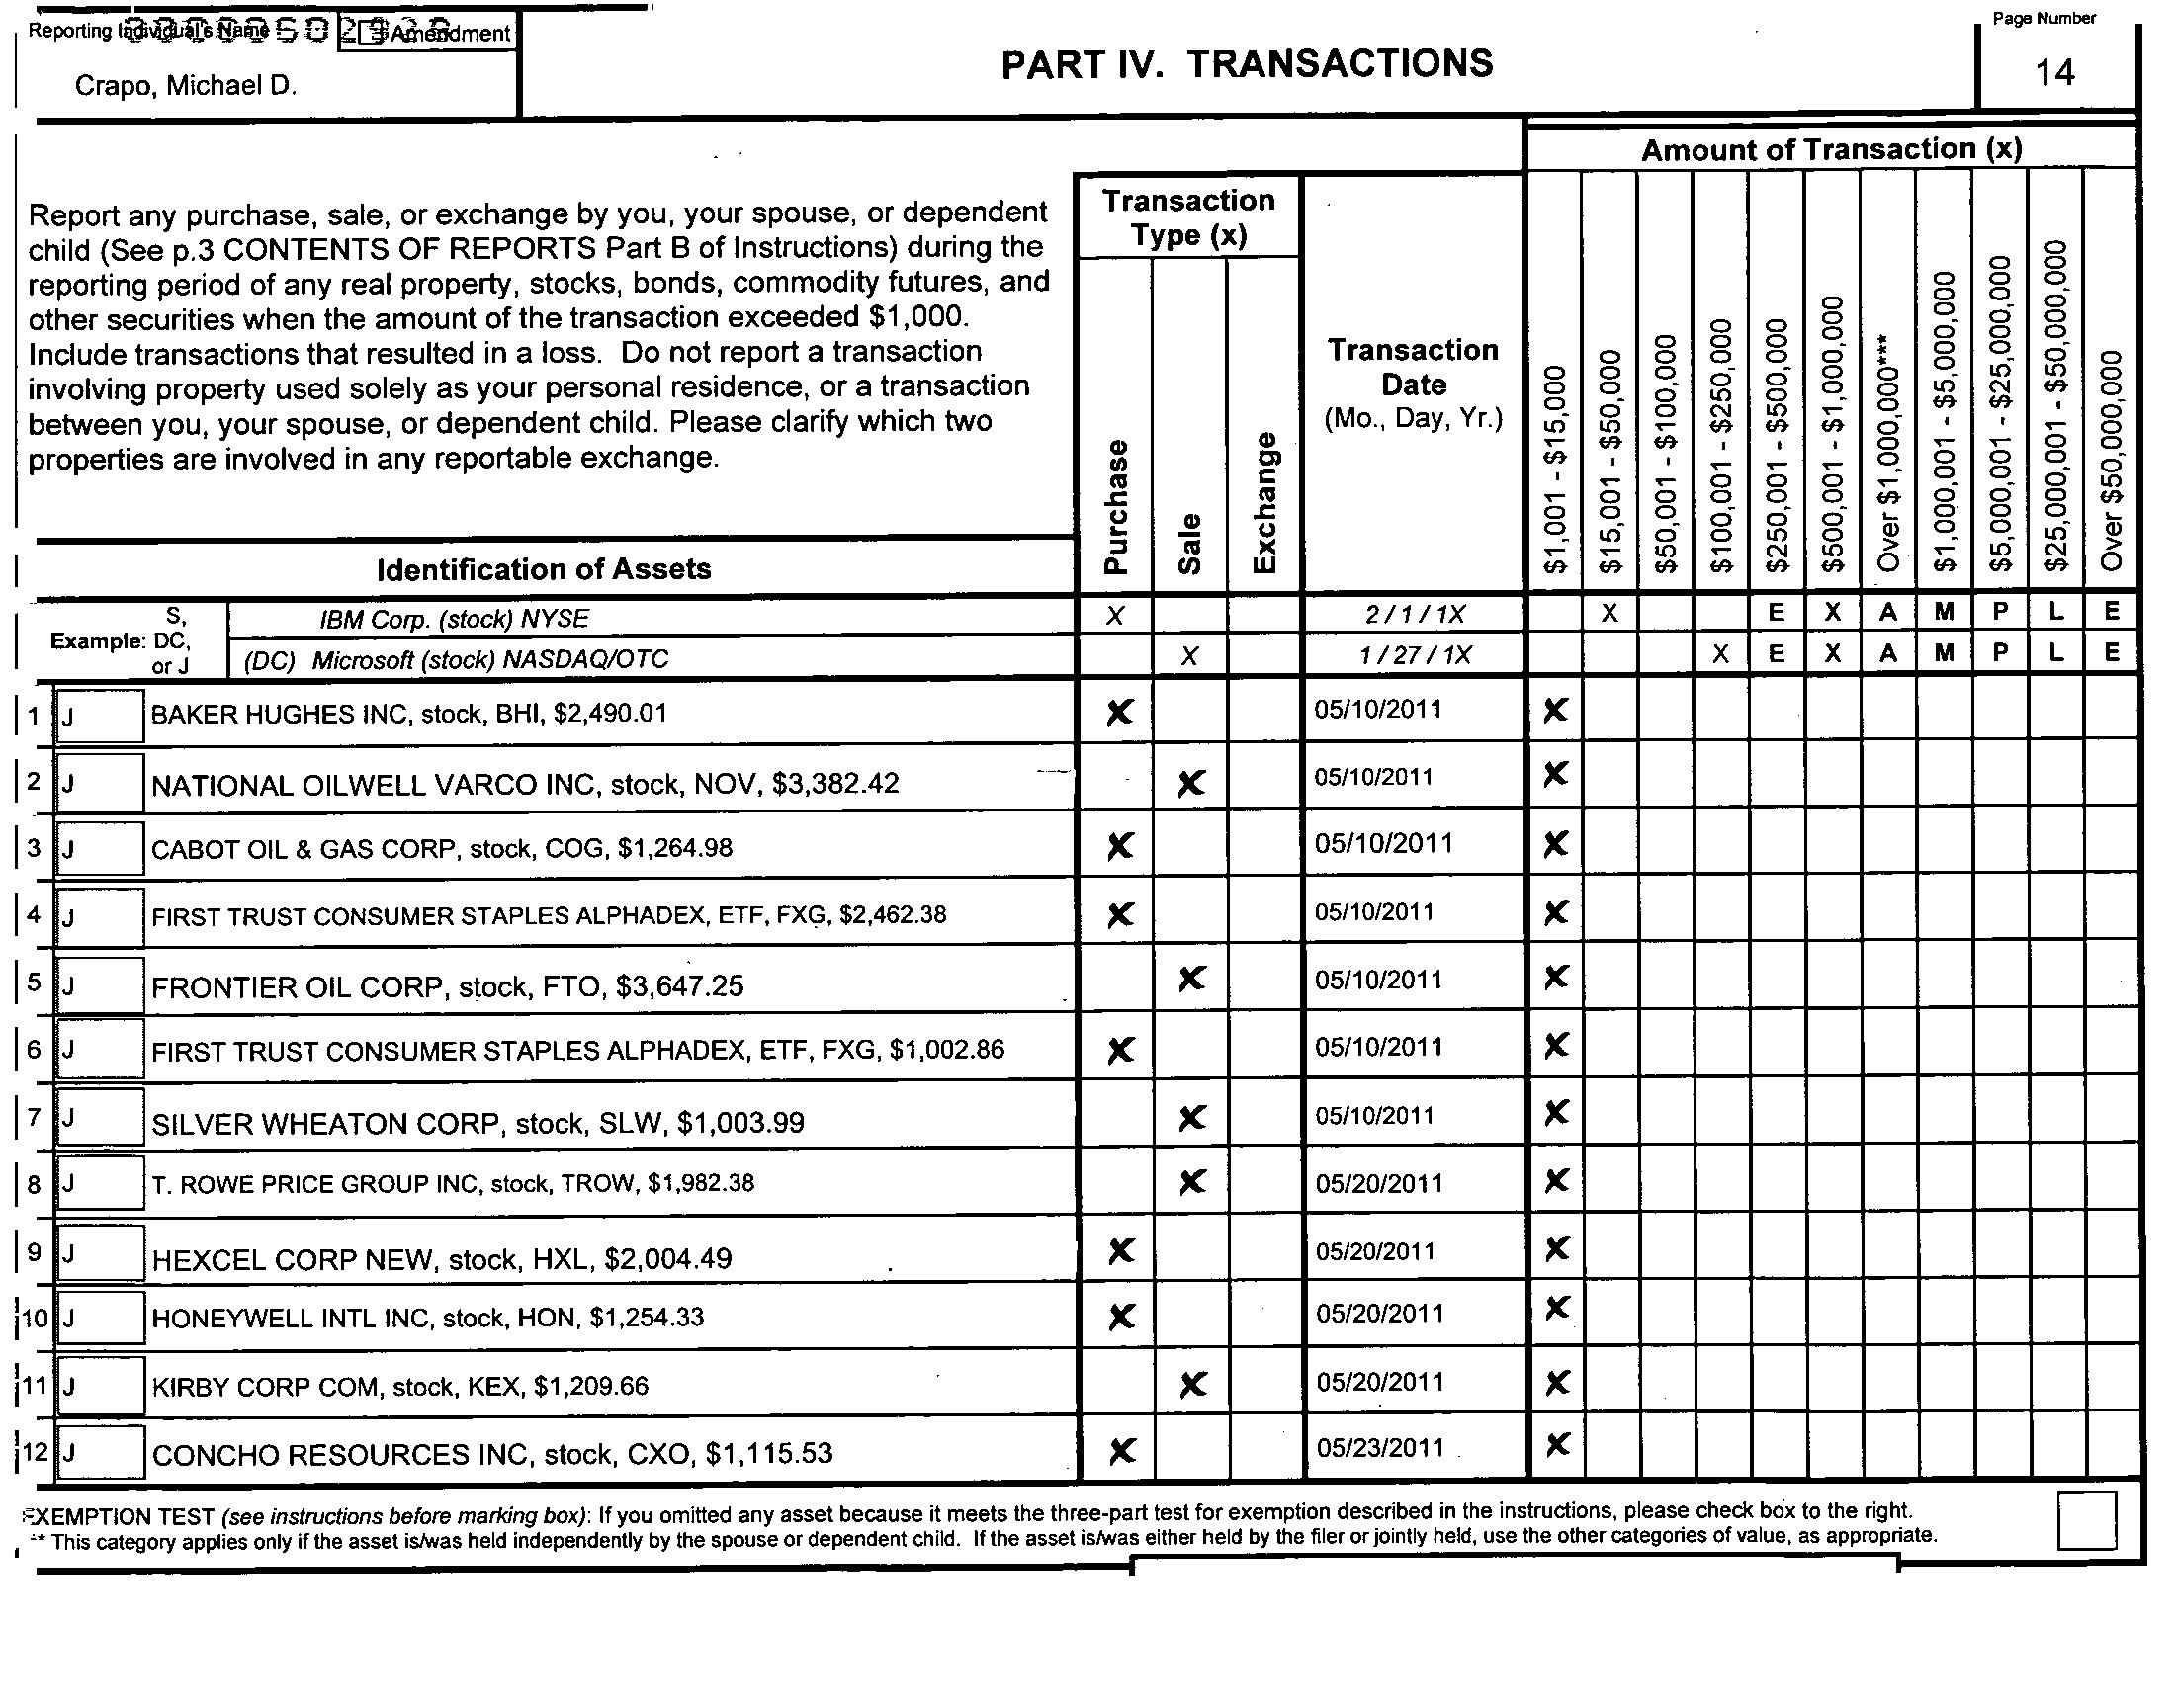 Reporting Individual's Name
Amendment
Crapo, Michael D.
PART IV. TRANSACTIONS
Page Number
14
Amount of Transaction (x)
Report any purchase, sale, or exchange by you, your spouse, or dependent
child (See p.3 CONTENTS OF REPORTS Part B of Instructions) during the
reporting period of any real property, stocks, bonds, commodity futures, and
other securities when the amount of the transaction exceeded $1,000.
Include transactions that resulted in a loss. Do not report a transaction
involving property used solely as your personal residence, or a transaction
between you, your spouse, or dependent child. Please clarify which two
properties are involved in any reportable exchange.
Transaction
Type (x)
Purchase
Sale
Exchange
Transaction
Date
(Mo., Day, Yr.)
$1,001 - $15,000
$15,001 - $50,000
$50,001 - $100,000
$100,001 - $250,000
$250,001 - $500,000
$500,001 - $1,000,000
Over $1,000,000***
$1,000,001 - $5,000,000
$5,000,001 - $25,000,000
$25,000,001 - $50,000,000
Over $50,000,000
Identification of Assets
Example: S, DC, or J
IBM Corp. (stock) NYSE X 2 / 1 / 1X X E X A M P L E
(DC) Microsoft (stock) NASDAQ/OTC X 1 / 27 / 1X X E X A M P L E
1 J BAKER HUGHES INC, stock, BHI, $2,490.01 X 05/10/2011 X
2 J NATIONAL OILWELL VARCO INC, stock, NOV, $3,382.42 X 05/10/2011 X
3 J CABOT OIL & GAS CORP, stock, COG, $1,264.98 X 05/10/2011 X
4 J FIRST TRUST CONSUMER STAPLES ALPHADEX, ETF, FXG, $2,462.38 X 05/10/2011 X
5 J FRONTIER OIL CORP, stock, FTO, $3,647.25 X 05/10/2011 X
6 J FIRST TRUST CONSUMER STAPLES ALPHADEX, ETF, FXG, $1,002.86 X 05/10/2011 X
7 J SILVER WHEATON CORP, stock, SLW, $1,003.99 X 05/10/2011 X
8 J T. ROWE PRICE GROUP INC, stock, TROW, $1,982.38 X 05/20/2011 X
9 J HEXCEL CORP NEW, stock, HXL, $2,004.49 X 05/20/2011 X
10 J HONEYWELL INTL INC, stock, HON, $1,254.33 X 05/20/2011 X
11 J KIRBY CORP COM, stock, KEX, $1,209.66 X 05/20/2011 X
12 J CONCHO RESOURCES INC, stock, CXO, $1,115.53 X 05/23/2011 X
EXEMPTION TEST (see instructions before marking box): If you omitted any asset because it meets the three-part test for exemption described in the instructions, please check box to the right.
** This category applies only if the asset is/was held independently by the spouse or dependent child. If the asset is/was either held by the filer or jointly held, use the other categories of value, as appropriate.